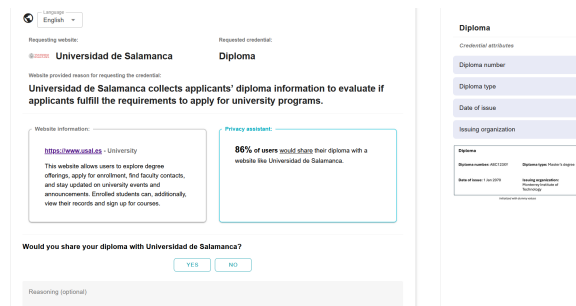 Language
English
Requesting website:
Requested credential:
Universidad de Salamanca
Diploma
Website provided reason for requesting the credential:
Universidad de Salamanca collects applicants' diploma information to evaluate if
applicants fulfill the requirements to apply for university programs.
Website information:
https://www.usal.es - University
This website allows users to explore degree
offerings, apply for enrollment, find faculty contacts,
and stay updated on university events and
announcements. Enrolled students can, additionally,
view their records and sign up for courses.
Privacy assistant:
86% of users would share their diploma with a
website like Universidad de Salamanca.
Would you share your diploma with Universidad de Salamanca?
YES
NO
Reasoning (optional)
Diploma
Credential attributes
Diploma number
Diploma type
Date of issue
Issuing organization
Diploma
Diploma number: ABC12301
Diploma type: Master's degree
Date of issue: 1 Jan 2019
Issuing organization:
Monterrey Institute of
Technology